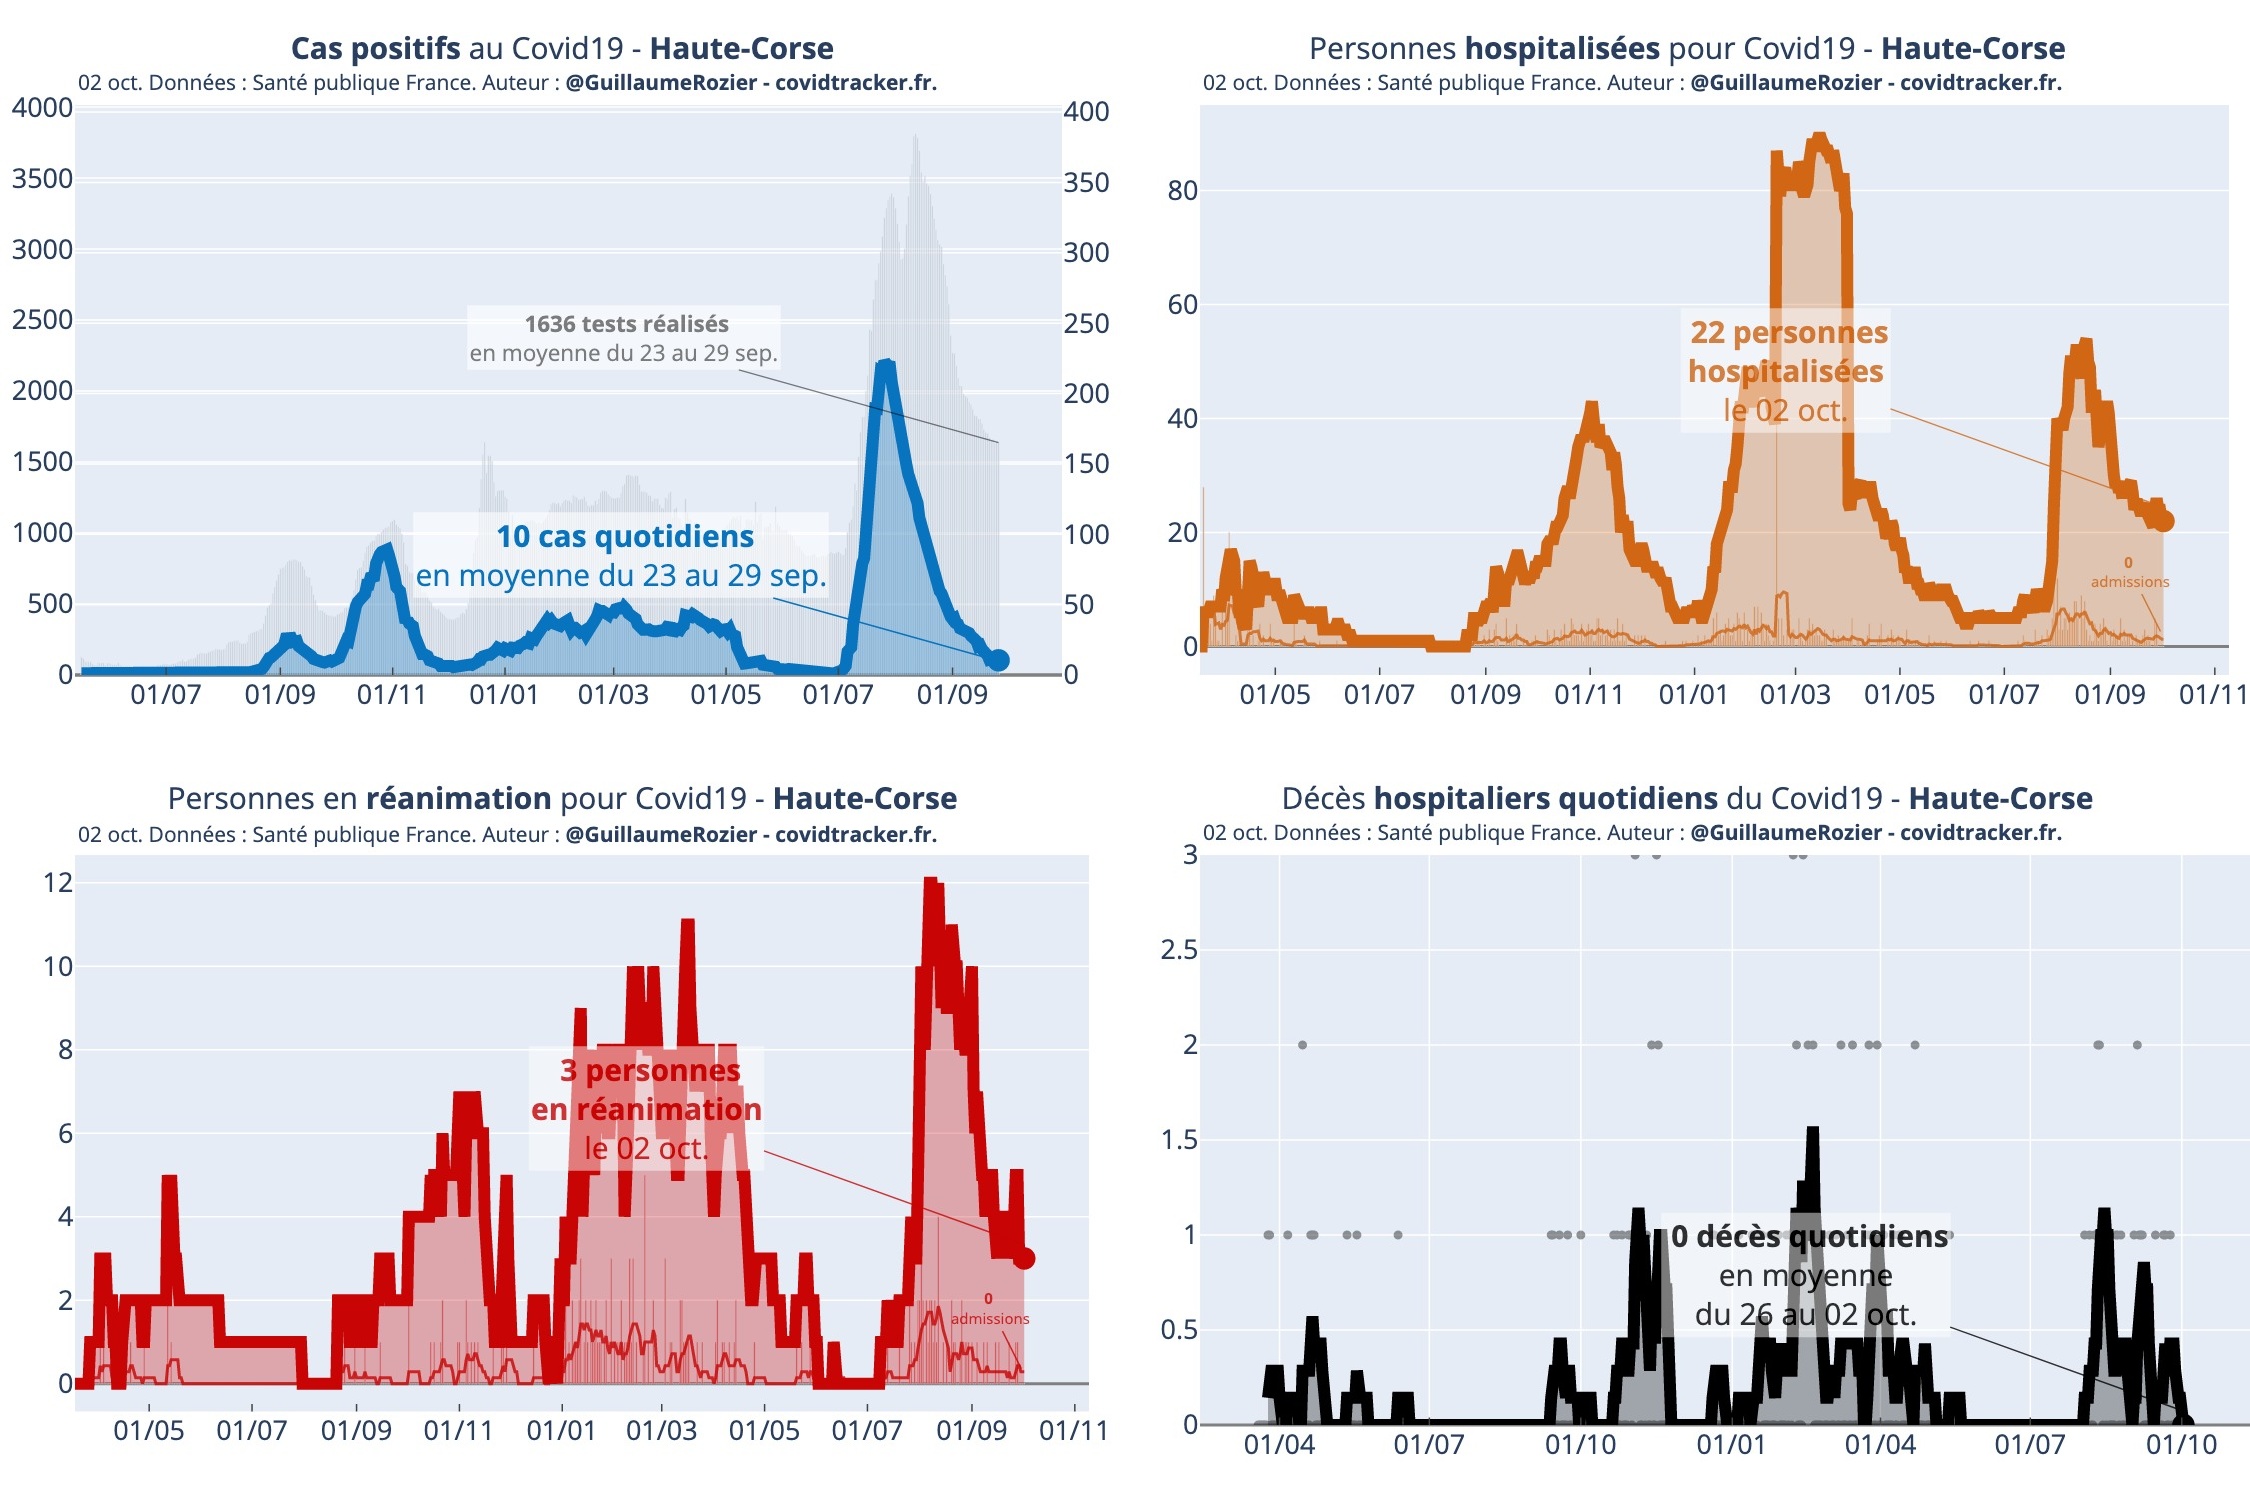 Cas positifs au Covid19 - Haute-Corse
02 oct. Données : Santé publique France. Auteur : @GuillaumeRozier - covidtracker.fr.
4000
3500
3000
2500
2000
1500
1000
500
0
400
350
300
250
200
150
100
50
0
1636 tests réalisés
en moyenne du 23 au 29 sep.
10 cas quotidiens
en moyenne du 23 au 29 sep.
01/07 01/09 01/11 01/01 01/03 01/05 01/07 01/09
Personnes hospitalisées pour Covid19 - Haute-Corse
02 oct. Données : Santé publique France. Auteur : @GuillaumeRozier - covidtracker.fr.
80
60
40
20
0
22 personnes
hospitalisées
le 02 oct.
0
admissions
01/05 01/07 01/09 01/11 01/01 01/03 01/05 01/07 01/09 01/11
Personnes en réanimation pour Covid19 - Haute-Corse
02 oct. Données : Santé publique France. Auteur : @GuillaumeRozier - covidtracker.fr.
12
10
8
6
4
2
0
3 personnes
en réanimation
le 02 oct.
0
admissions
01/05 01/07 01/09 01/11 01/01 01/03 01/05 01/07 01/09 01/11
Décès hospitaliers quotidiens du Covid19 - Haute-Corse
02 oct. Données : Santé publique France. Auteur : @GuillaumeRozier - covidtracker.fr.
3
2.5
2
1.5
1
0.5
0
0 décès quotidiens
en moyenne
du 26 au 02 oct.
01/04 01/07 01/10 01/01 01/04 01/07 01/10